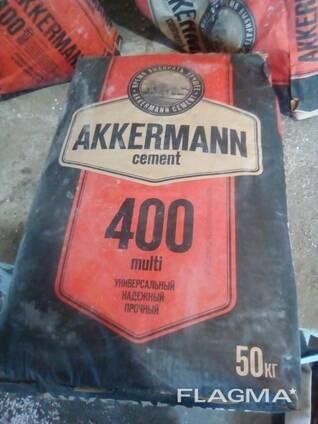 AKKERMANN
cement
400
multi
УНИВЕРСАЛЬНЫЙ
НАДЕЖНЫЙ
ПРОЧНЫЙ
50кг
FLAGMA*